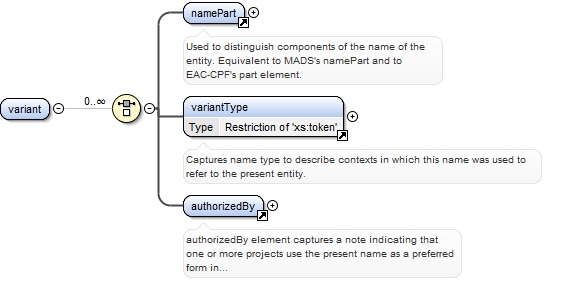 namePart
Used to distinguish components of the name of the
entity. Equivalent to MADS's namePart and to
EAC-CPF's part element.
variant
0..∞
variantType
Type Restriction of 'xs:token'
Captures name type to describe contexts in which this name was used to
refer to the present entity.
authorizedBy
authorizedBy element captures a note indicating that
one or more projects use the present name as a preferred
form in...